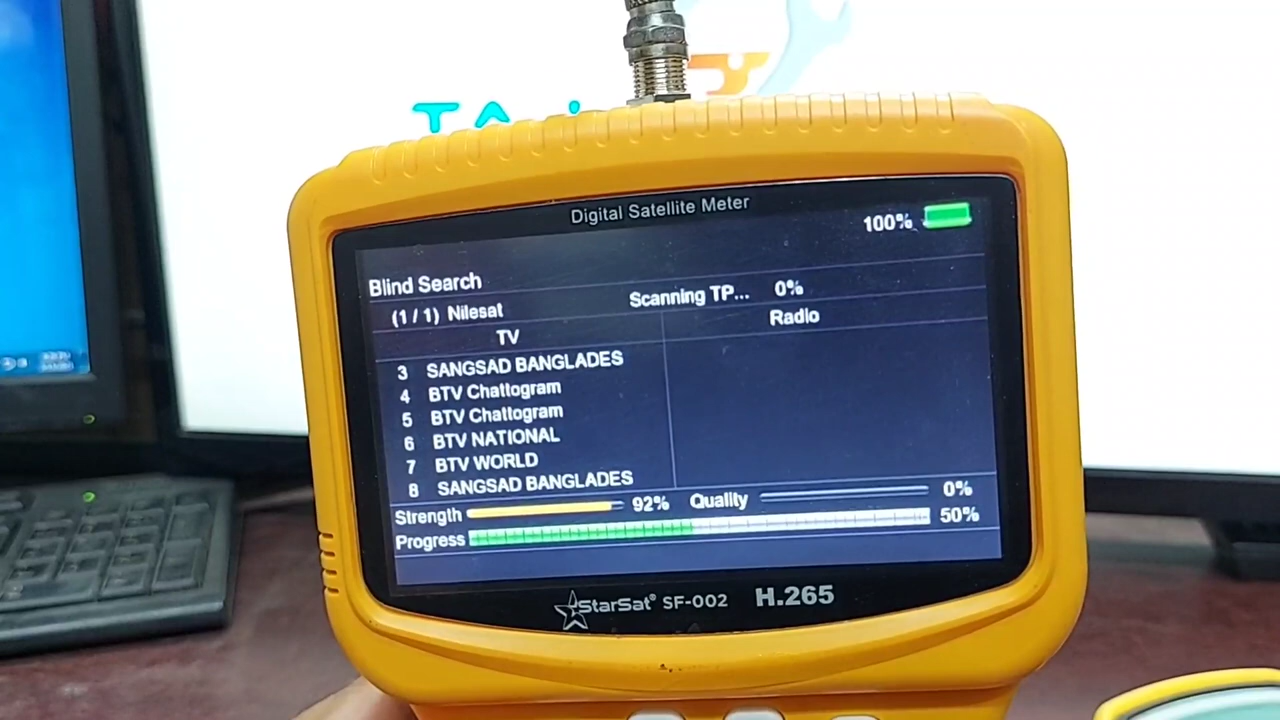 Digital Satellite Meter
100%
Blind Search
(1 / 1) Nilesat Scanning TP... 0%
TV Radio
3 SANGSAD BANGLADES
4 BTV Chattogram
5 BTV Chattogram
6 BTV NATIONAL
7 BTV WORLD
8 SANGSAD BANGLADES
Strength 92% Quality 0%
Progress 50%
StarSat® SF-002 H.265